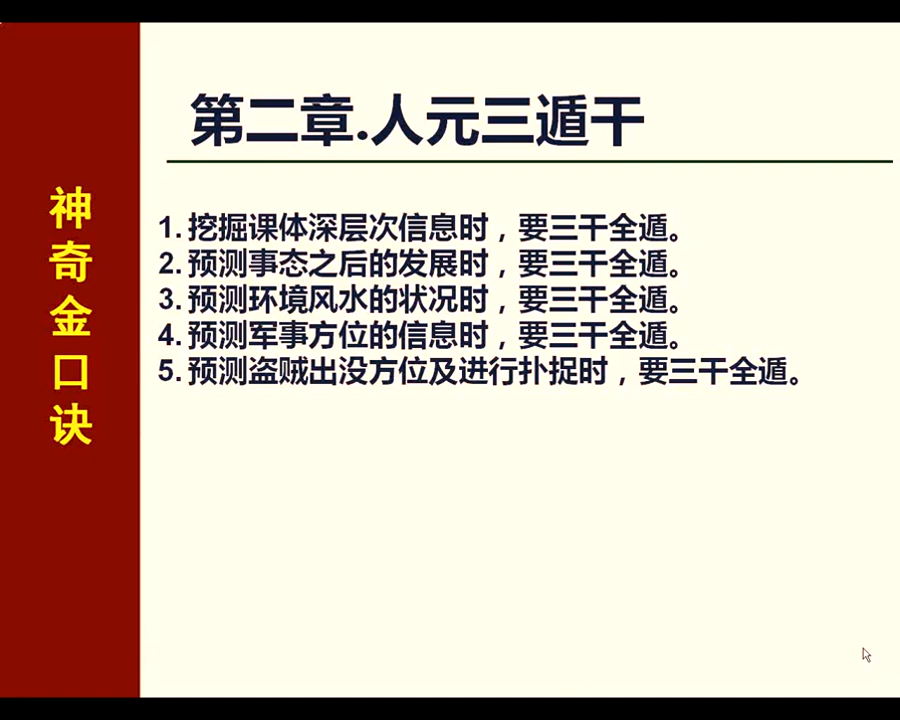 第二章.人元三遁干
神奇金口诀
1.挖掘课体深层次信息时，要三干全遁。
2.预测事态之后的发展时，要三干全遁。
3.预测环境风水的状况时，要三干全遁。
4.预测军事方位的信息时，要三干全遁。
5.预测盗贼出没方位及进行扑捉时，要三干全遁。